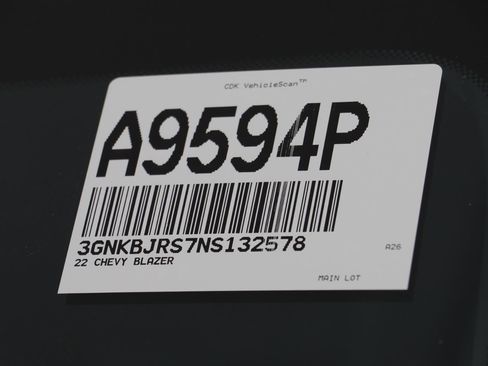 CDK VehicleScan™
A9594P
3GNKBJRS7NS132578
A26
22 CHEVY BLAZER
MAIN LOT